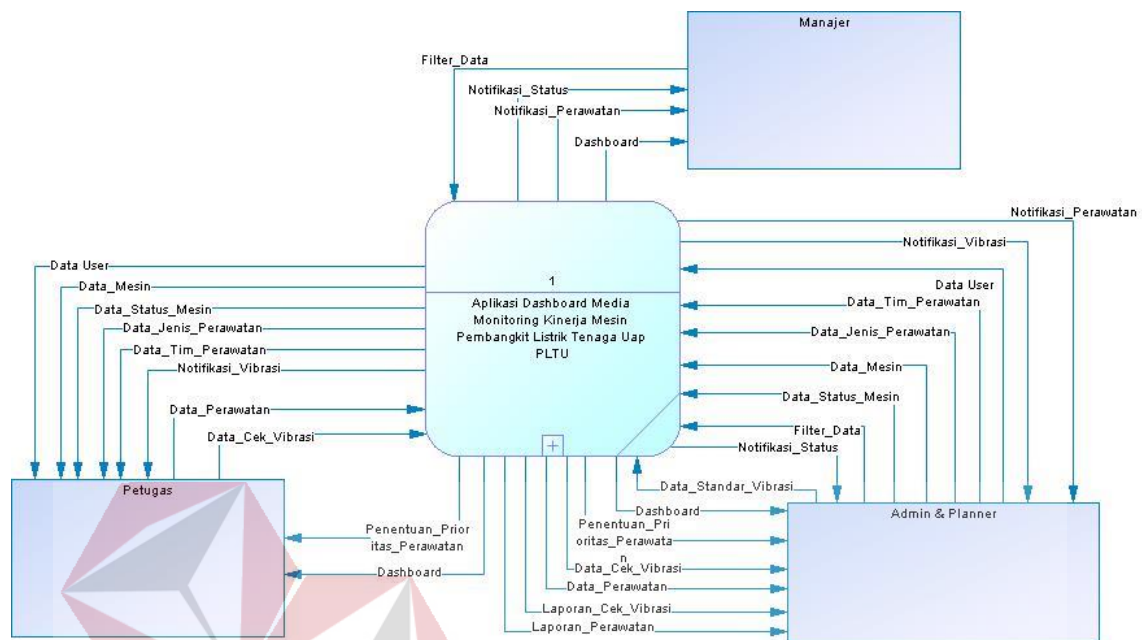 Manajer
Filter_Data
Notifikasi_Status
Notifikasi_Perawatan
Dashboard
Notifikasi_Perawatan
Notifikasi_Vibrasi
Data User
Data_Mesin
Data_Status_Mesin
Data_Jenis_Perawatan
Data_Tim_Perawatan
Notifikasi_Vibrasi
Data_Perawatan
Data_Cek_Vibrasi
1
Aplikasi Dashboard Media
Monitoring Kinerja Mesin
Pembangkit Listrik Tenaga Uap
PLTU
Data User
Data_Tim_Perawatan
Data_Jenis_Perawatan
Data_Mesin
Data_Status_Mesin
Filter_Data
Notifikasi_Status
Data_Standar_Vibrasi
Petugas
Penentuan_Prior
itas_Perawatan
Dashboard
Dashboard
Penentuan_Pri
oritas_Perawata
n
Data_Cek_Vibrasi
Data_Perawatan
Laporan_Cek_Vibrasi
Laporan_Perawatan
Admin & Planner